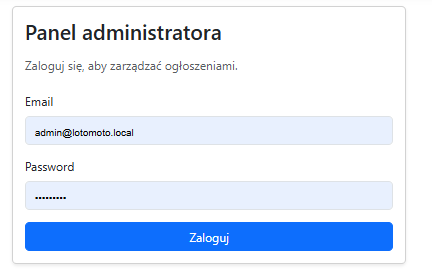 Panel administratora
Zaloguj się, aby zarządzać ogłoszeniami.
Email
admin@lotomoto.local
Password
•••••••••
Zaloguj